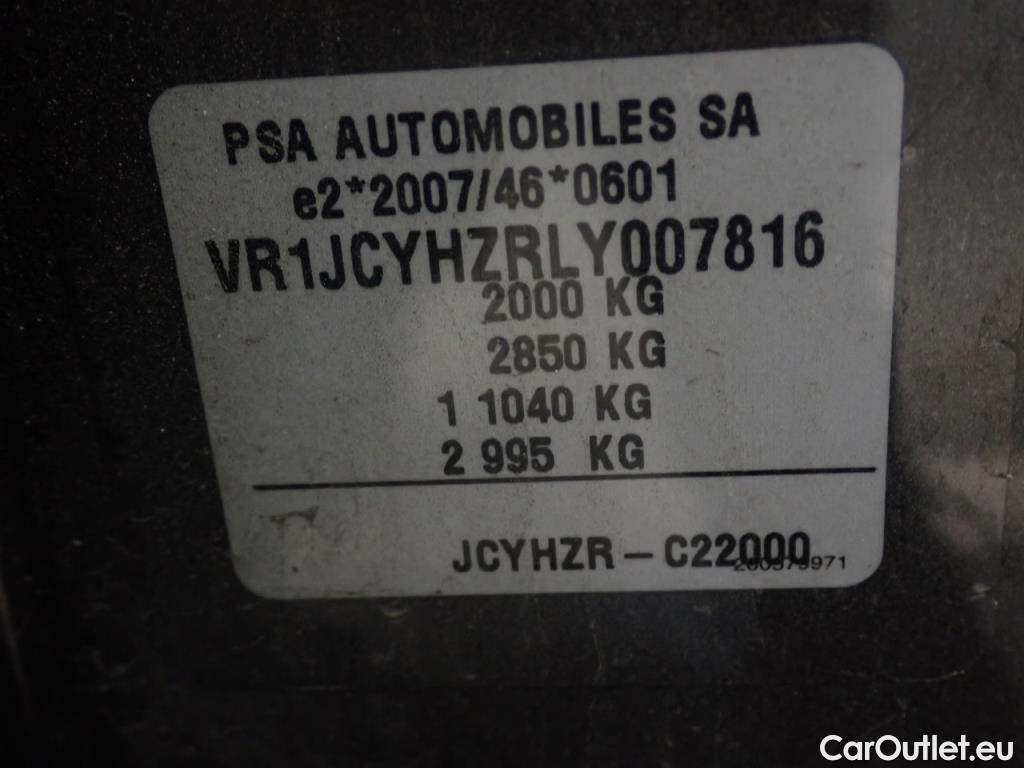 PSA AUTOMOBILES SA
e2*2007/46*0601
VR1JCYHZRLY007816
2000 KG
2850 KG
1 1040 KG
2 995 KG
JCYHZR – C22000
CarOutlet.eu